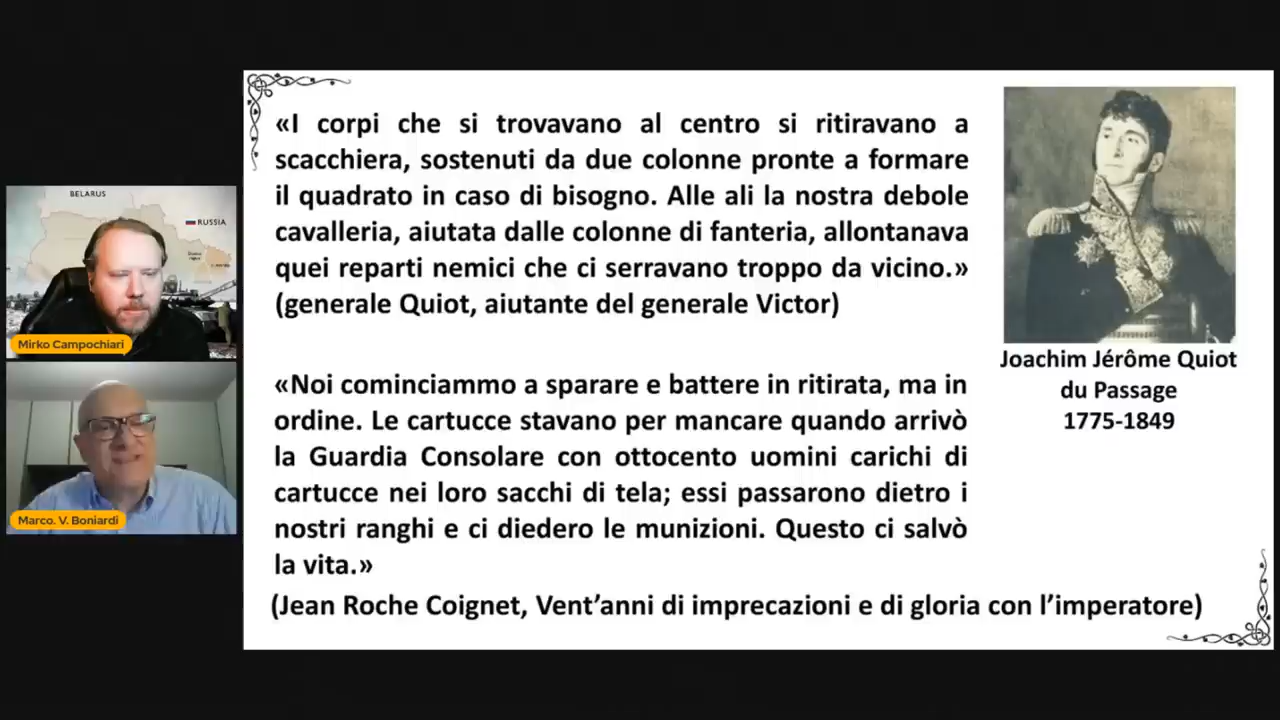 BELARUS
RUSSIA
Mirko Campochiari
Marco. V. Boniardi
«I corpi che si trovavano al centro si ritiravano a
scacchiera, sostenuti da due colonne pronte a formare
il quadrato in caso di bisogno. Alle ali la nostra debole
cavalleria, aiutata dalle colonne di fanteria, allontanava
quei reparti nemici che ci serravano troppo da vicino.»
(generale Quiot, aiutante del generale Victor)
«Noi cominciammo a sparare e battere in ritirata, ma in
ordine. Le cartucce stavano per mancare quando arrivò
la Guardia Consolare con ottocento uomini carichi di
cartucce nei loro sacchi di tela; essi passarono dietro i
nostri ranghi e ci diedero le munizioni. Questo ci salvò
la vita.»
(Jean Roche Coignet, Vent’anni di imprecazioni e di gloria con l’imperatore)
Joachim Jérôme Quiot
du Passage
1775-1849